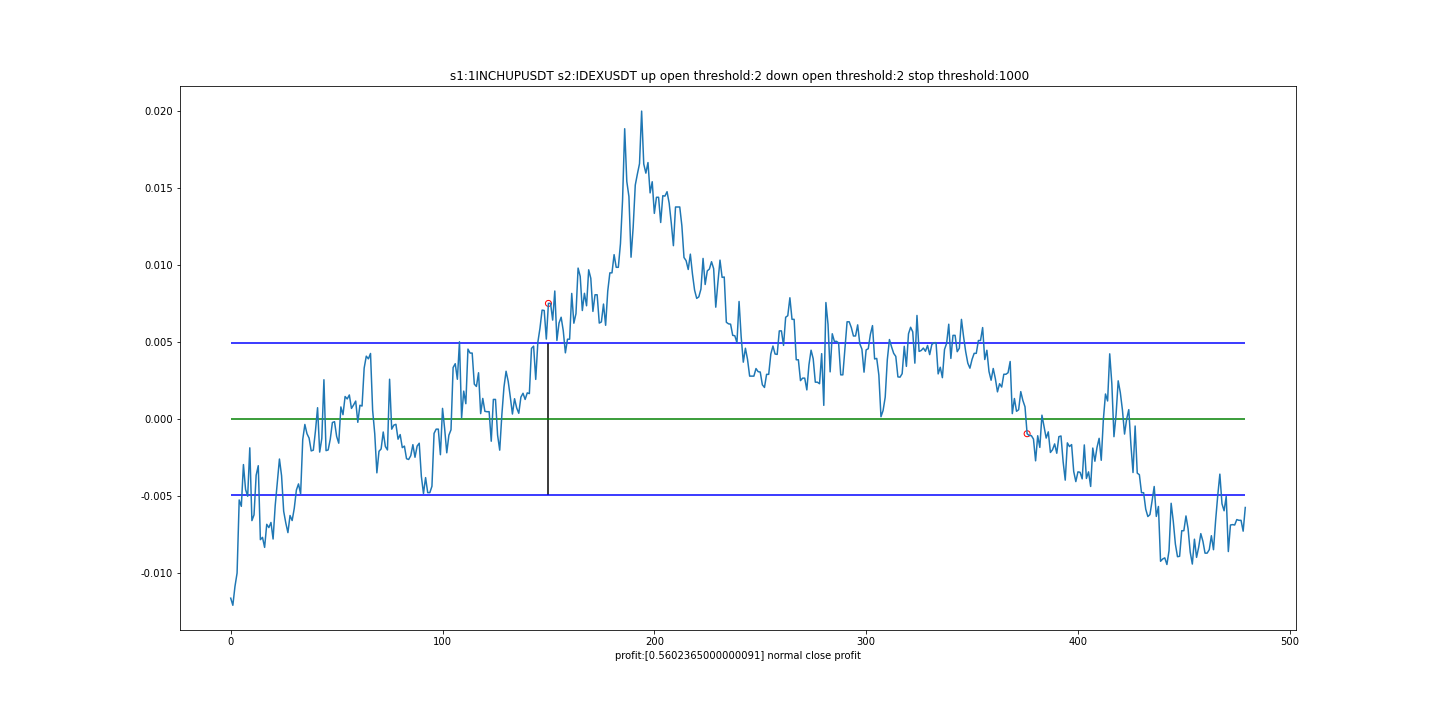 s1:1INCHUPUSDT s2:IDEXUSDT up open threshold:2 down open threshold:2 stop threshold:1000
0.020
0.015
0.010
0.005
0.000
-0.005
-0.010
0 100 200 300 400 500
profit:[0.5602365000000091] normal close profit